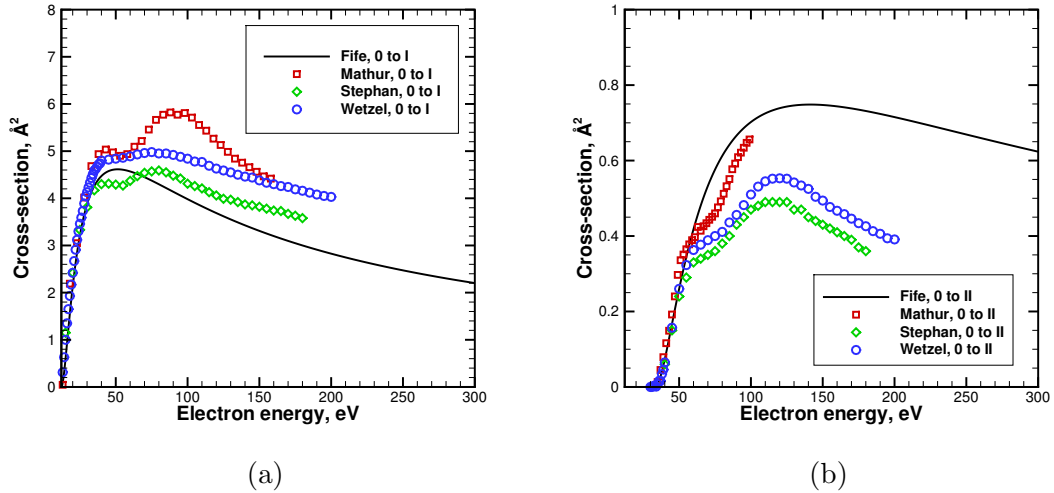 Cross-section, Å²
8
7
6
5
4
3
2
1
0
50 100 150 200 250 300
Electron energy, eV
Fife, 0 to I
Mathur, 0 to I
Stephan, 0 to I
Wetzel, 0 to I
(a)
Cross-section, Å²
1
0.8
0.6
0.4
0.2
0
50 100 150 200 250 300
Electron energy, eV
Fife, 0 to II
Mathur, 0 to II
Stephan, 0 to II
Wetzel, 0 to II
(b)